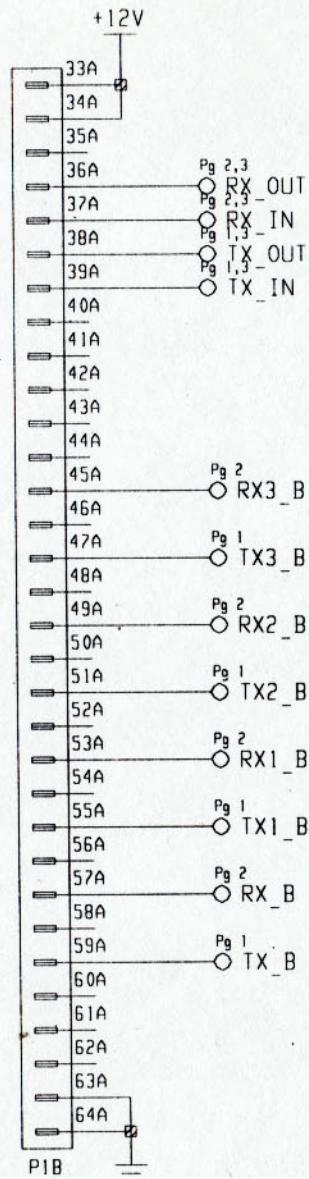 +12V
33A
34A
35A
36A
Pg 2,3
RX_OUT
37A
Pg 2,3
RX_IN
38A
Pg 1,3
TX_OUT
39A
Pg 1,3
TX_IN
40A
41A
42A
43A
44A
45A
Pg 2
RX3_B
46A
47A
Pg 1
TX3_B
48A
49A
Pg 2
RX2_B
50A
51A
Pg 1
TX2_B
52A
53A
Pg 2
RX1_B
54A
55A
Pg 1
TX1_B
56A
57A
Pg 2
RX_B
58A
59A
Pg 1
TX_B
60A
61A
62A
63A
64A
P1B